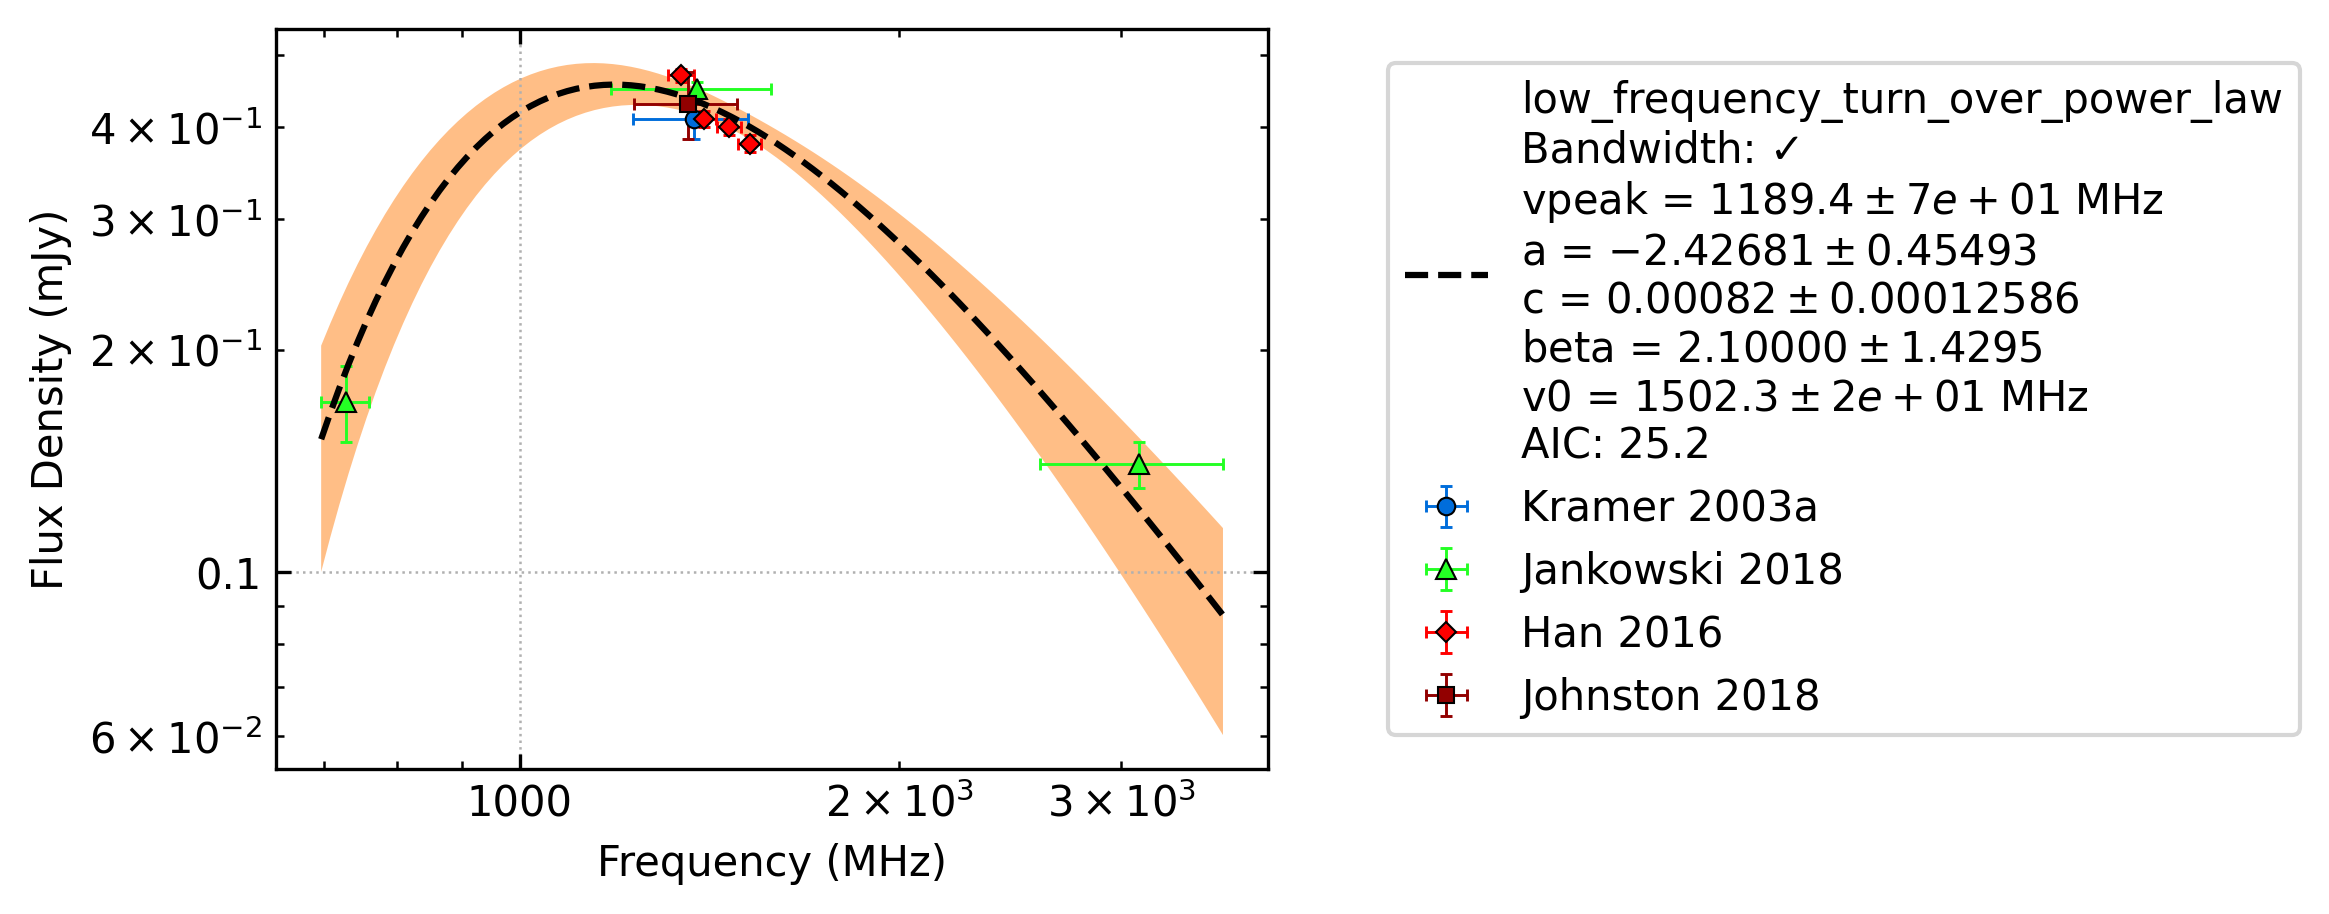 Flux Density (mJy)
4 × 10⁻¹
3 × 10⁻¹
2 × 10⁻¹
0.1
6 × 10⁻²
1000
2 × 10³
3 × 10³
Frequency (MHz)
low_frequency_turn_over_power_law
Bandwidth: ✓
vpeak = 1189.4 ± 7e + 01 MHz
a = −2.42681 ± 0.45493
c = 0.00082 ± 0.00012586
beta = 2.10000 ± 1.4295
v0 = 1502.3 ± 2e + 01 MHz
AIC: 25.2
Kramer 2003a
Jankowski 2018
Han 2016
Johnston 2018